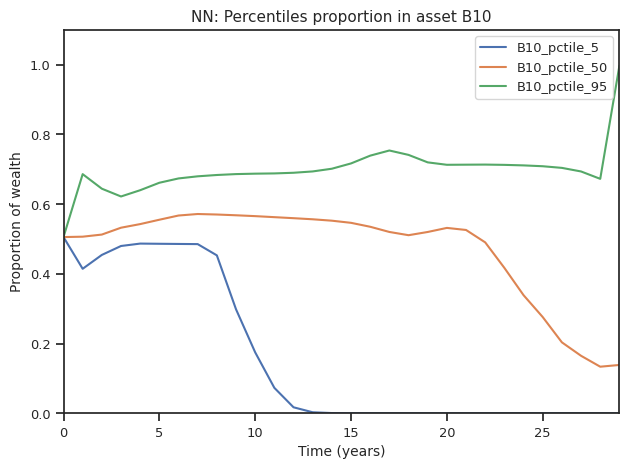 NN: Percentiles proportion in asset B10
B10_pctile_5
B10_pctile_50
B10_pctile_95
Proportion of wealth
1.0
0.8
0.6
0.4
0.2
0.0
0 5 10 15 20 25
Time (years)